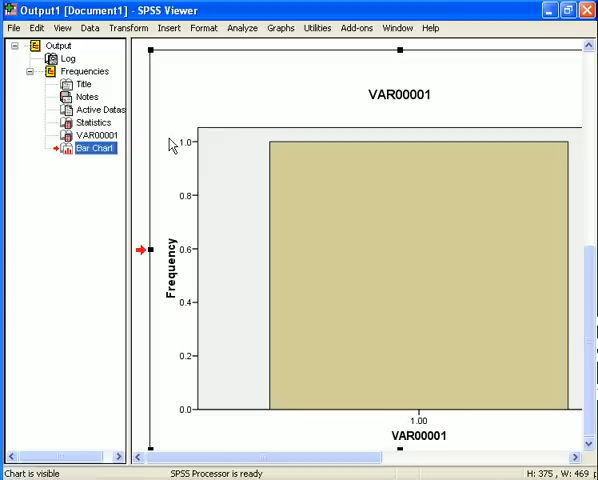 Output1 [Document1] - SPSS Viewer
File Edit View Data Transform Insert Format Analyze Graphs Utilities Add-ons Window Help
Output
Log
Frequencies
Title
Notes
Active Datas
Statistics
VAR00001
Bar Chart
VAR00001
1.0
0.8
0.6
0.4
0.2
0.0
Frequency
1.00
VAR00001
Chart is visible SPSS Processor is ready H: 375 , W: 469 p